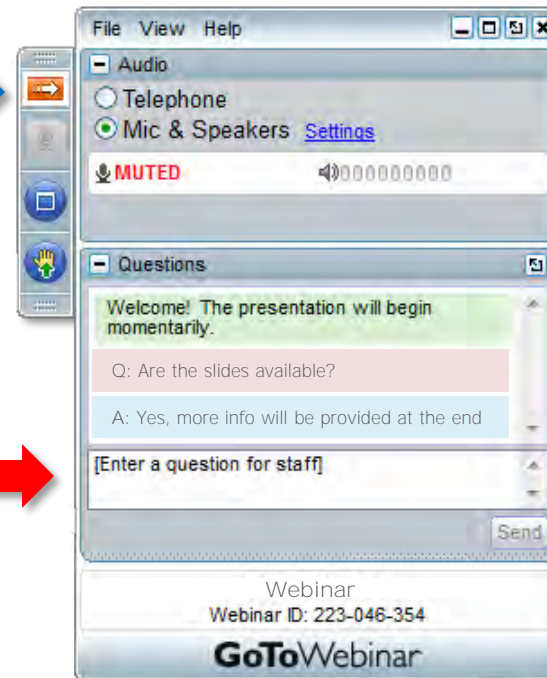 File View Help
Audio
Telephone
Mic & Speakers Settings
MUTED
Questions
Welcome! The presentation will begin
momentarily.
Q: Are the slides available?
A: Yes, more info will be provided at the end
[Enter a question for staff]
Send
Webinar
Webinar ID: 223-046-354
GoToWebinar